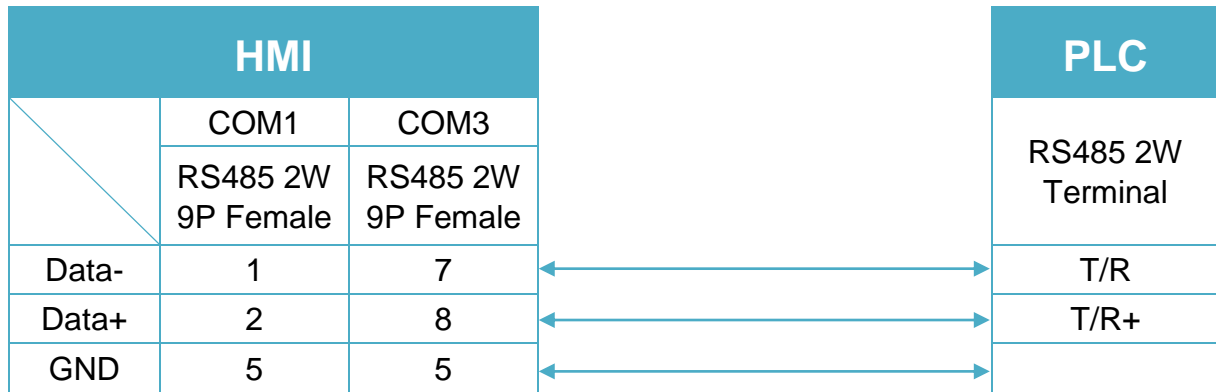 HMI PLC
COM1 COM3
RS485 2W
9P Female
RS485 2W
9P Female
RS485 2W
Terminal
Data- 1 7 T/R
Data+ 2 8 T/R+
GND 5 5